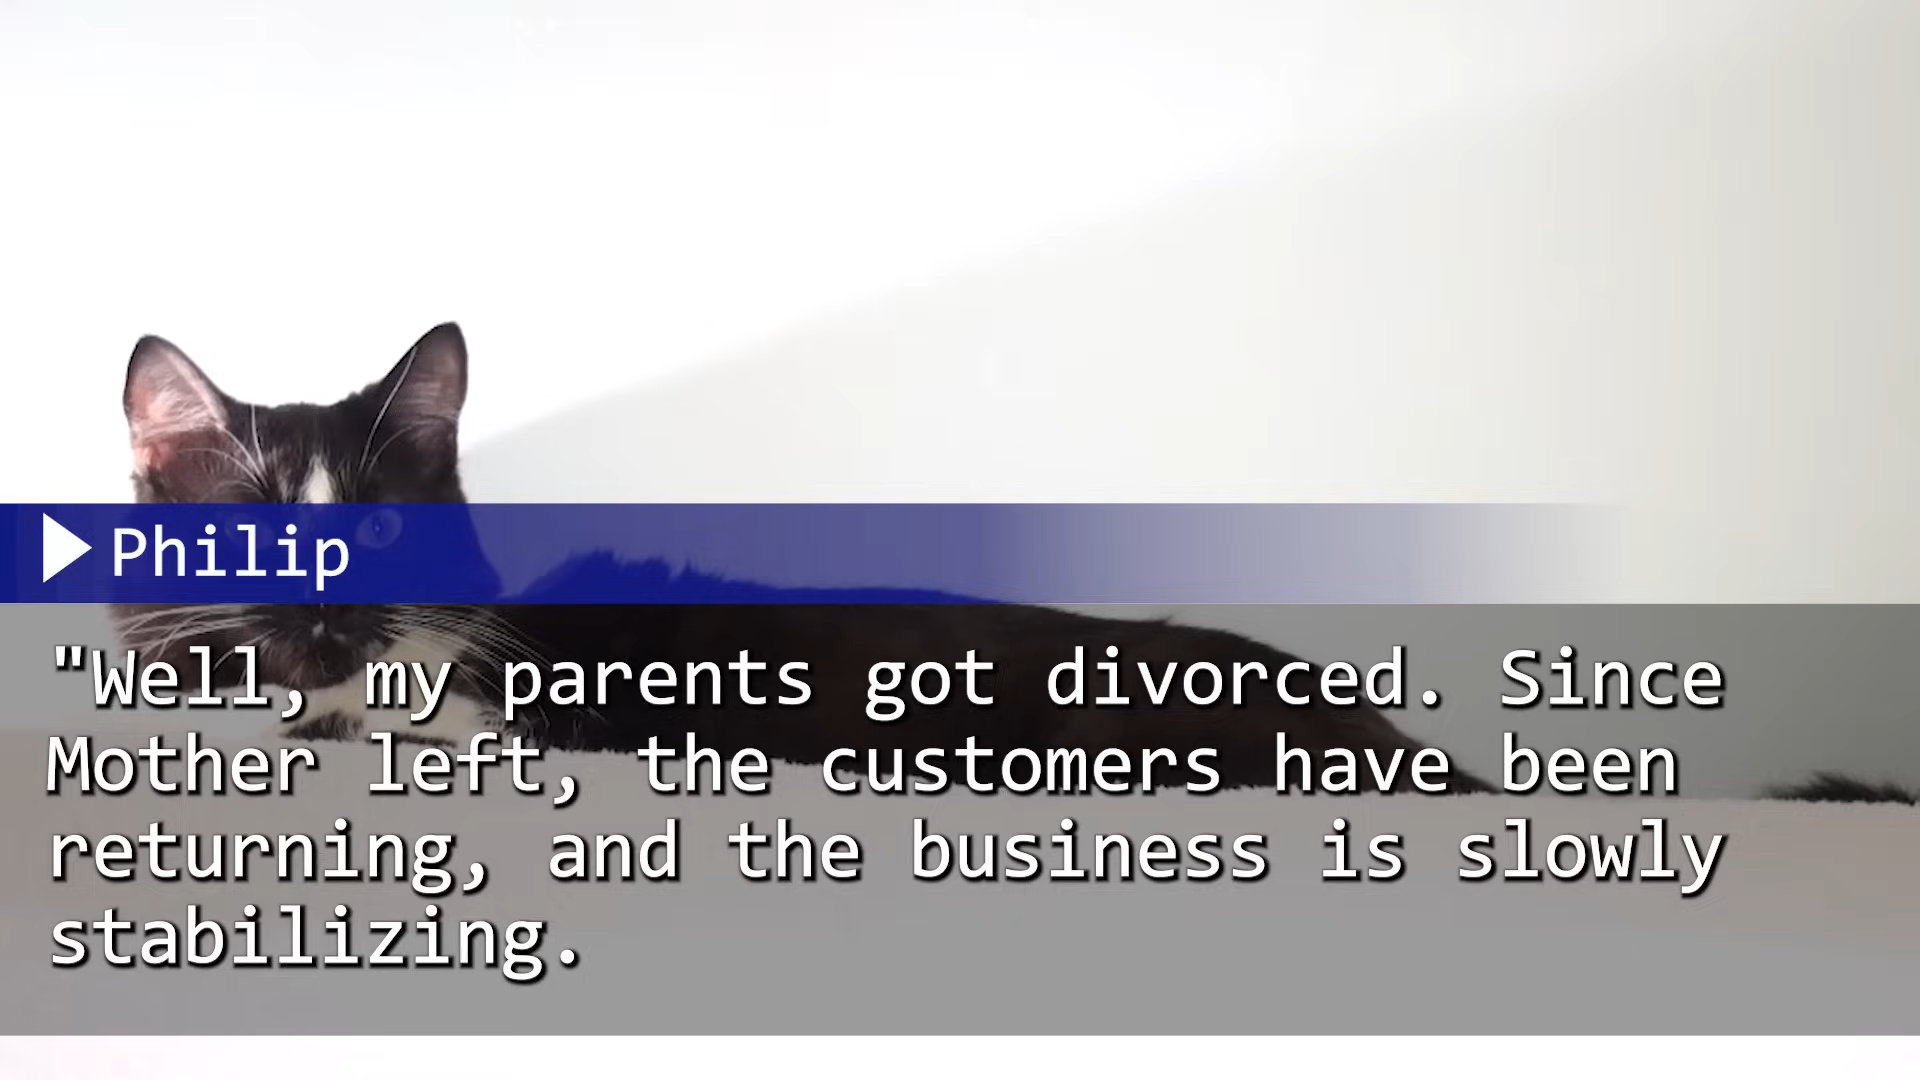 Philip
"Well, my parents got divorced. Since
Mother left, the customers have been
returning, and the business is slowly
stabilizing.